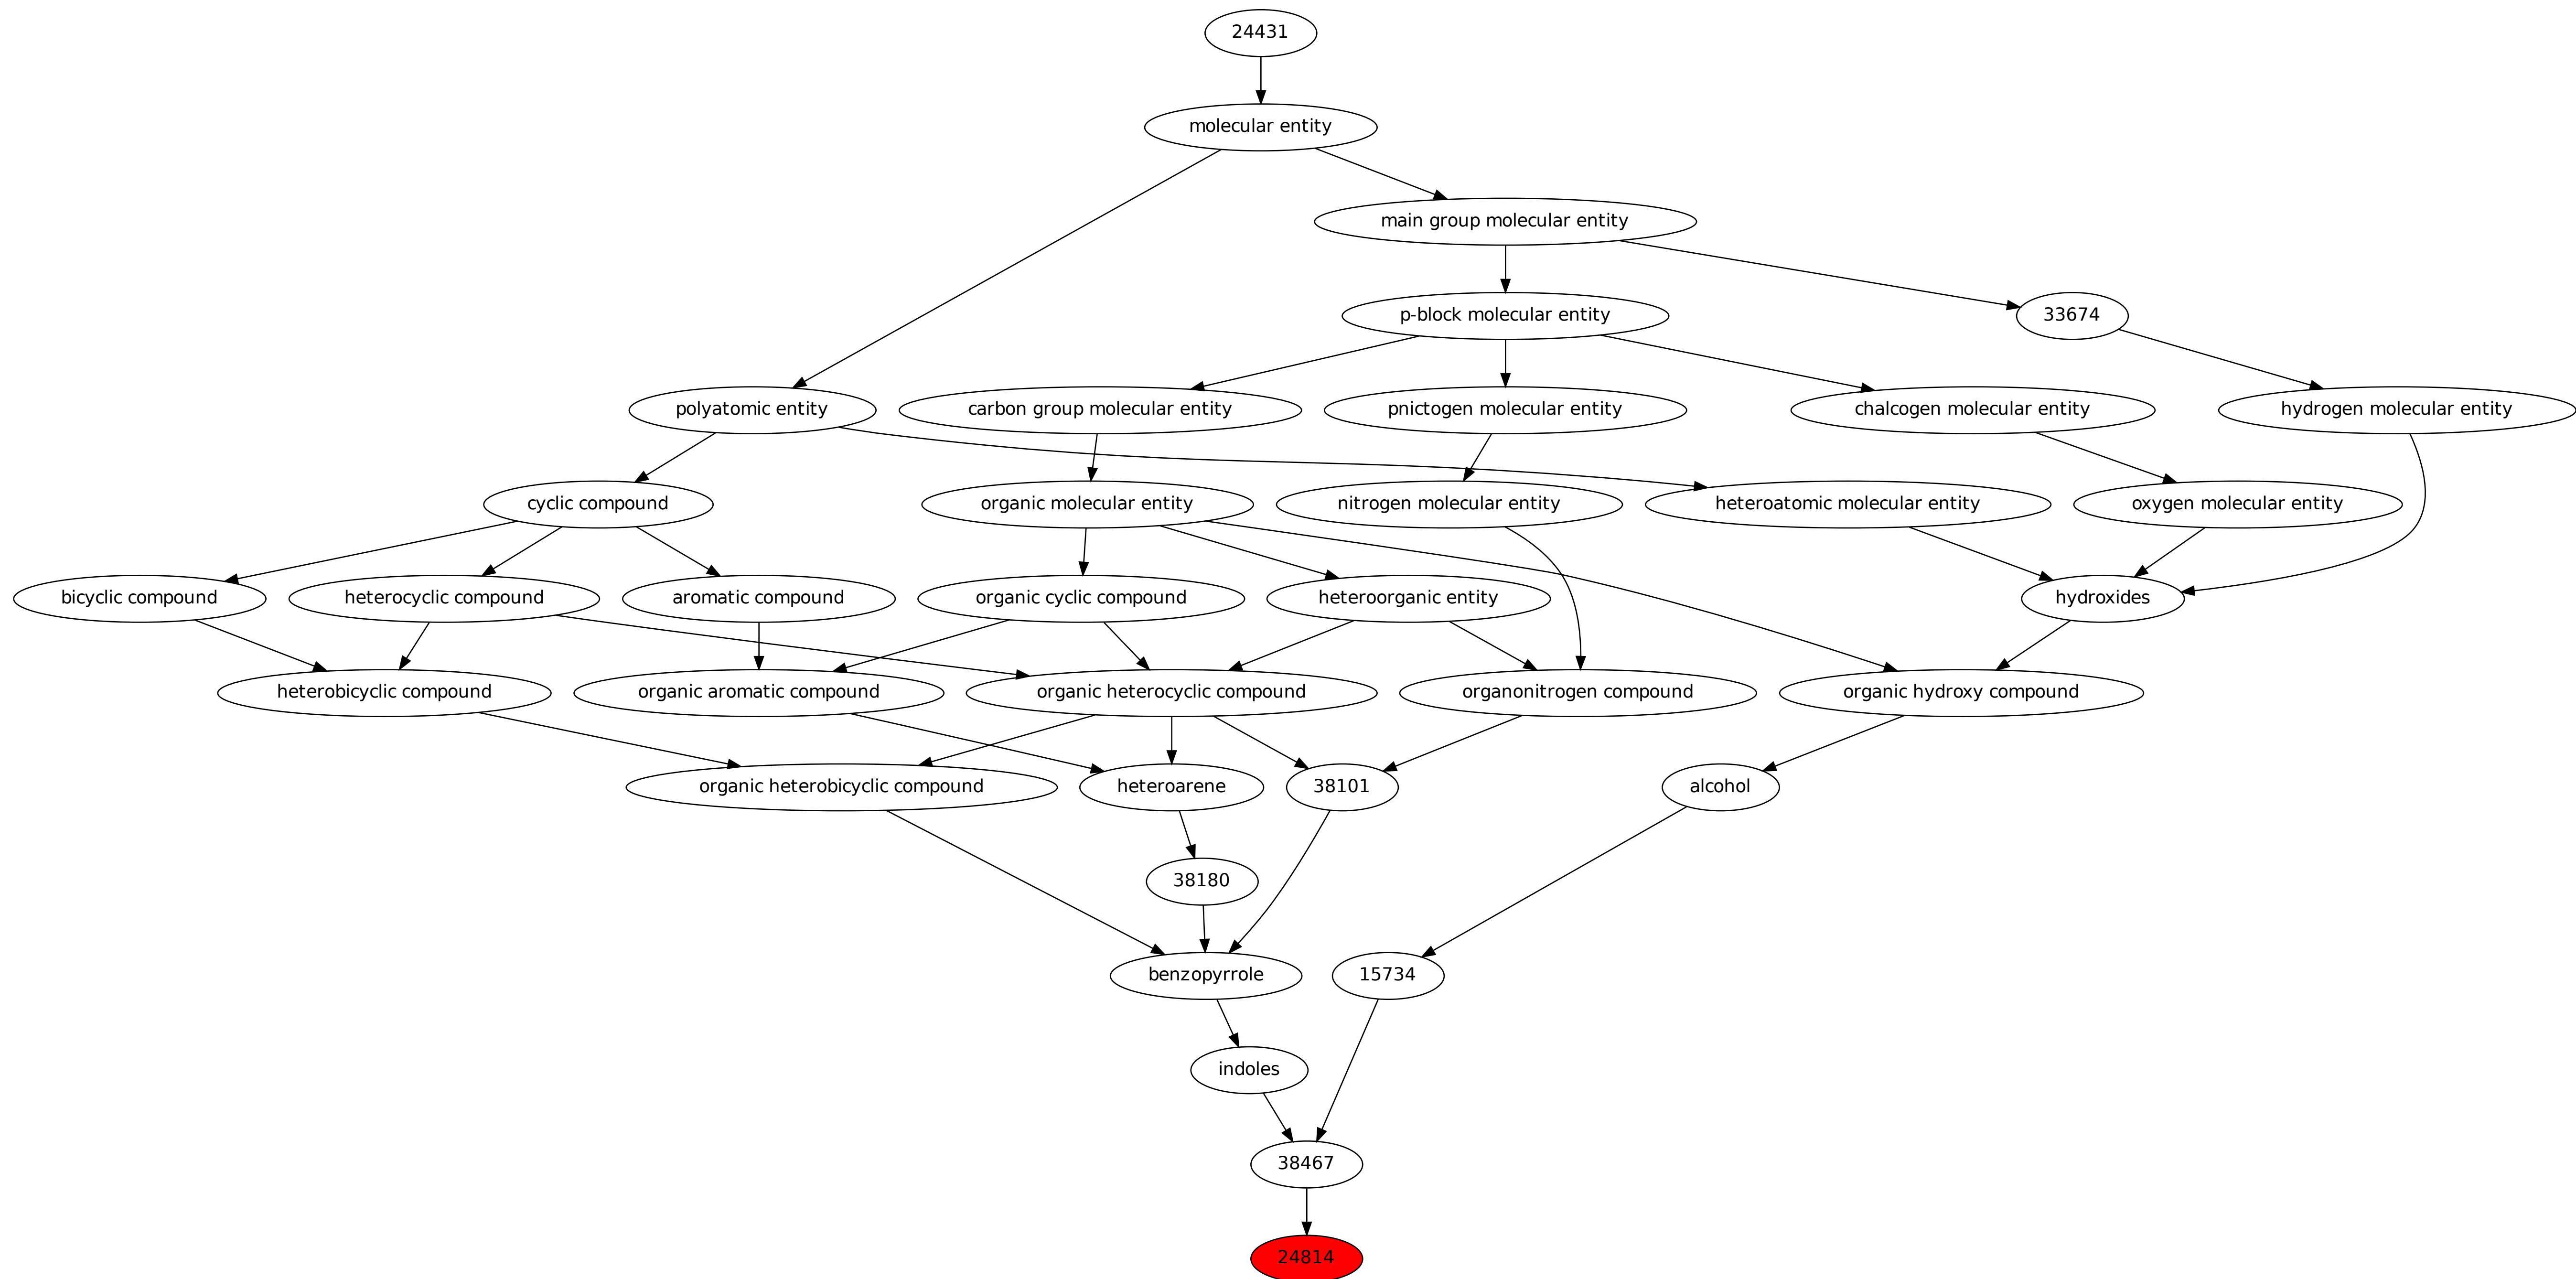 24431
molecular entity
main group molecular entity
p-block molecular entity
33674
polyatomic entity
carbon group molecular entity
pnictogen molecular entity
chalcogen molecular entity
hydrogen molecular entity
cyclic compound
organic molecular entity
nitrogen molecular entity
heteroatomic molecular entity
oxygen molecular entity
bicyclic compound
heterocyclic compound
aromatic compound
organic cyclic compound
heteroorganic entity
hydroxides
heterobicyclic compound
organic aromatic compound
organic heterocyclic compound
organonitrogen compound
organic hydroxy compound
organic heterobicyclic compound
heteroarene
38101
alcohol
38180
benzopyrrole
15734
indoles
38467
24814